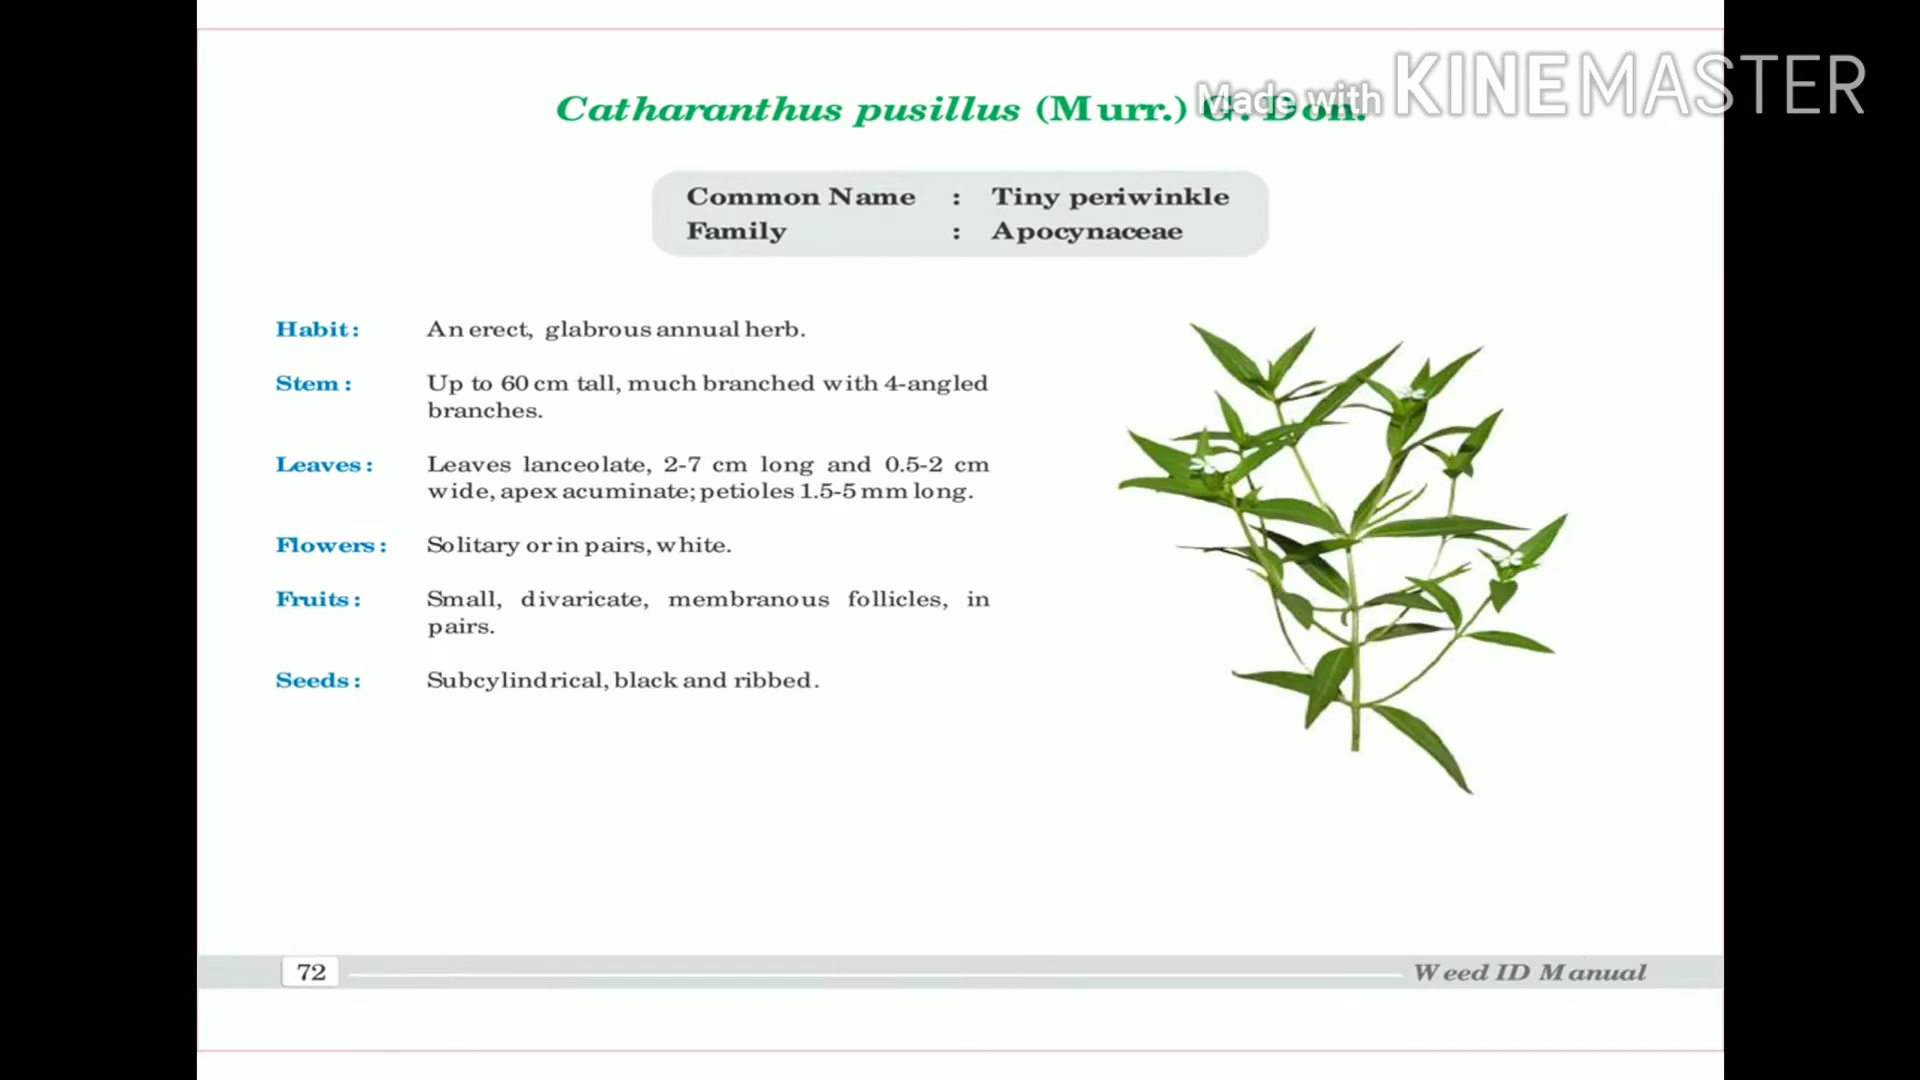 Made with KINEMASTER
Catharanthus pusillus (Murr.) G. Don.
Common Name : Tiny periwinkle
Family : Apocynaceae
Habit : An erect, glabrous annual herb.
Stem : Up to 60 cm tall, much branched with 4-angled
branches.
Leaves : Leaves lanceolate, 2-7 cm long and 0.5-2 cm
wide, apex acuminate; petioles 1.5-5 mm long.
Flowers : Solitary or in pairs, white.
Fruits : Small, divaricate, membranous follicles, in
pairs.
Seeds : Subcylindrical, black and ribbed.
72
Weed ID Manual